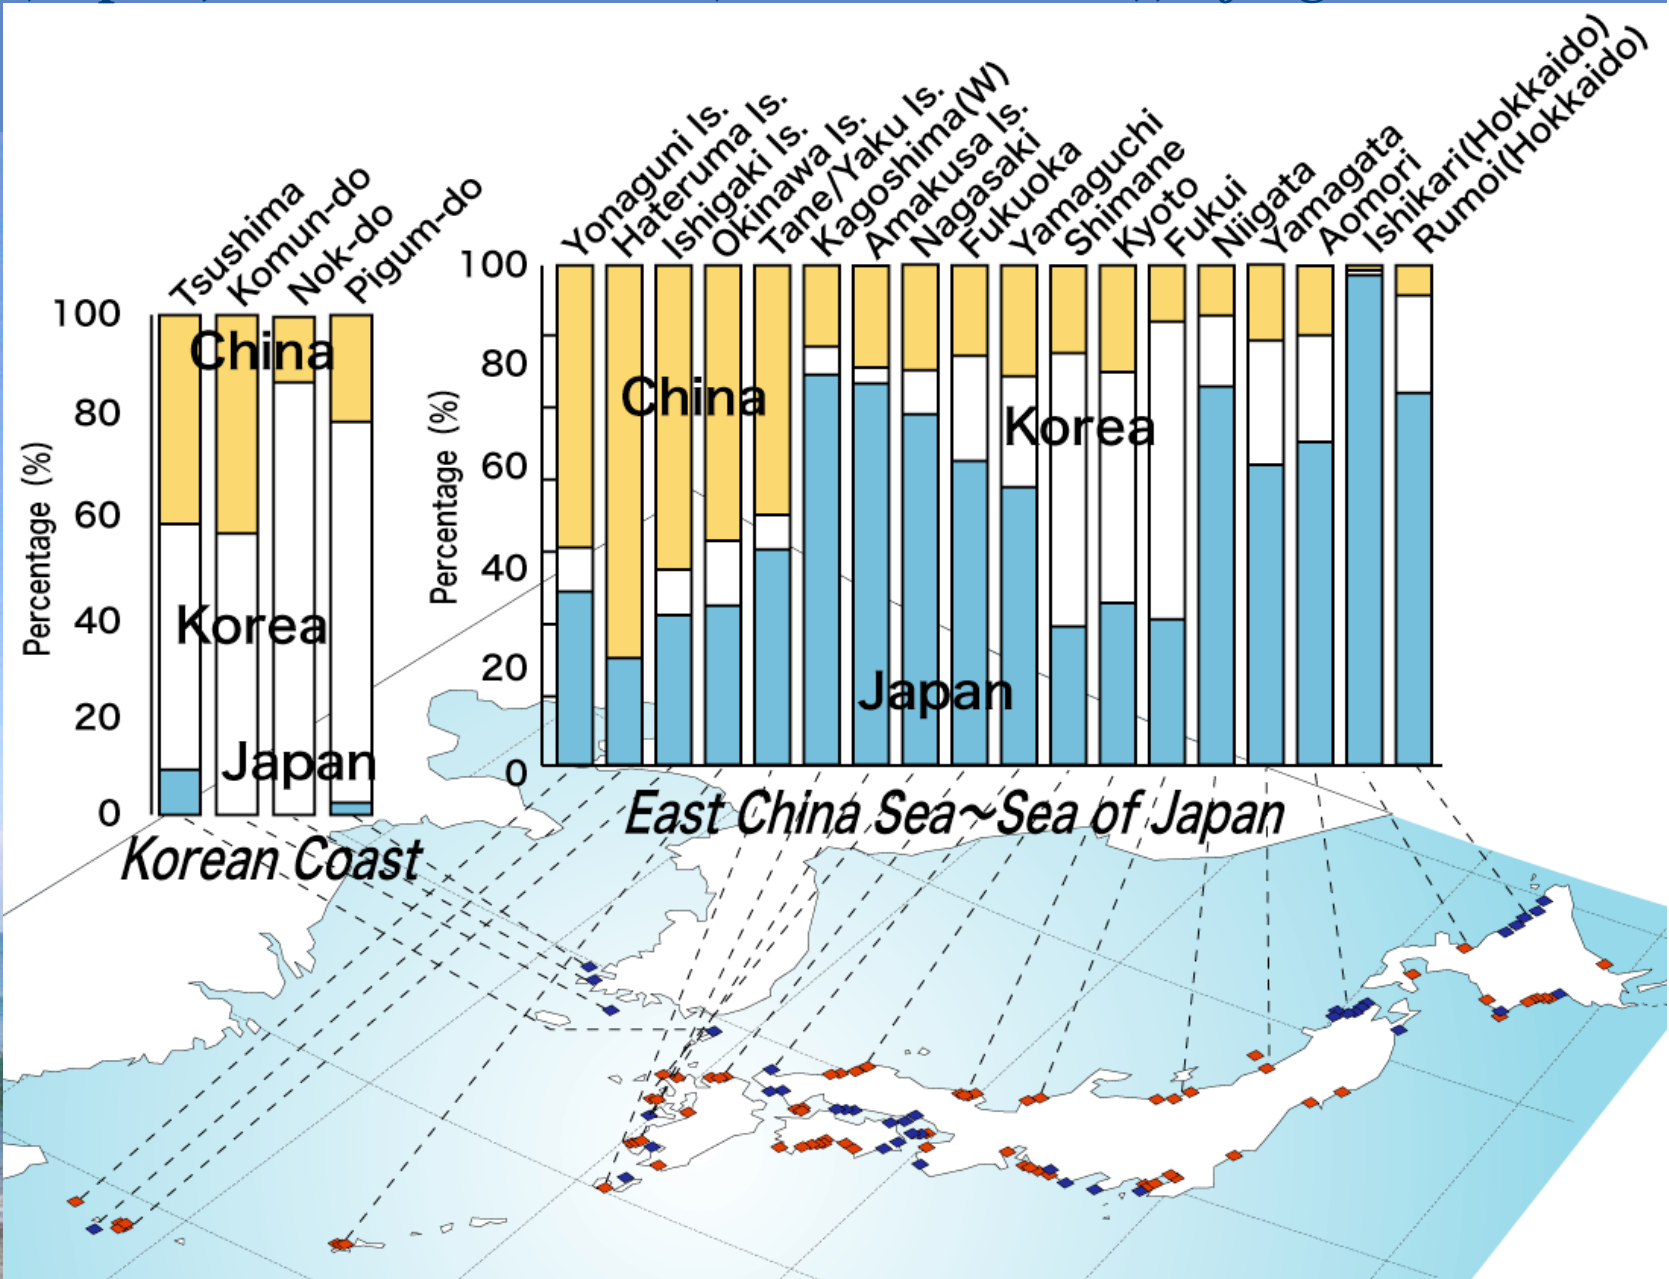 Tsushima
Komun-do
Nok-do
Pigum-do
100
80
60
40
20
0
Percentage (%)
China
Korea
Japan
Korean Coast
Yonaguni Is.
Hateruma Is.
Ishigaki Is.
Okinawa Is.
Tane/Yaku Is.
Kagoshima(W)
Amakusa Is.
Nagasaki
Fukuoka
Yamaguchi
Shimane
Kyoto
Fukui
Niigata
Yamagata
Aomori
Ishikari(Hokkaido)
Rumoi(Hokkaido)
100
80
60
40
20
0
Percentage (%)
China
Korea
Japan
East China Sea~Sea of Japan